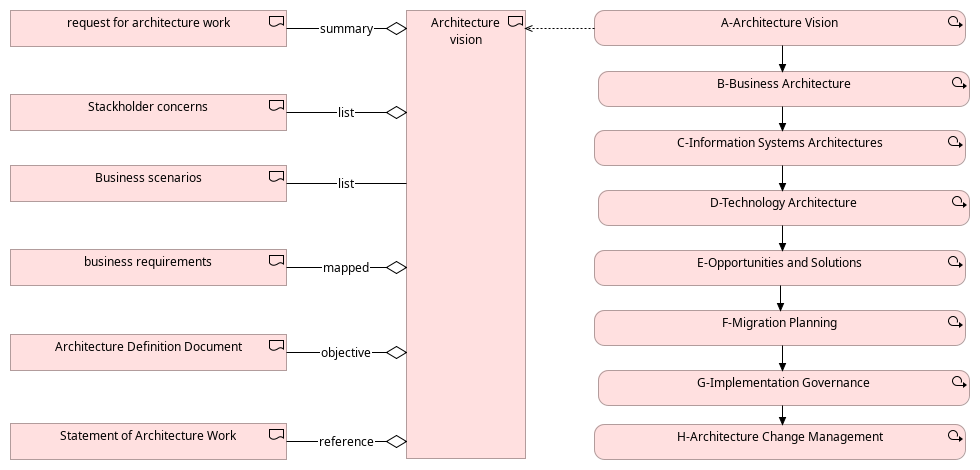 request for architecture work
summary
Stackholder concerns
list
Business scenarios
list
business requirements
mapped
Architecture Definition Document
objective
Statement of Architecture Work
reference
Architecture
vision
A-Architecture Vision
B-Business Architecture
C-Information Systems Architectures
D-Technology Architecture
E-Opportunities and Solutions
F-Migration Planning
G-Implementation Governance
H-Architecture Change Management